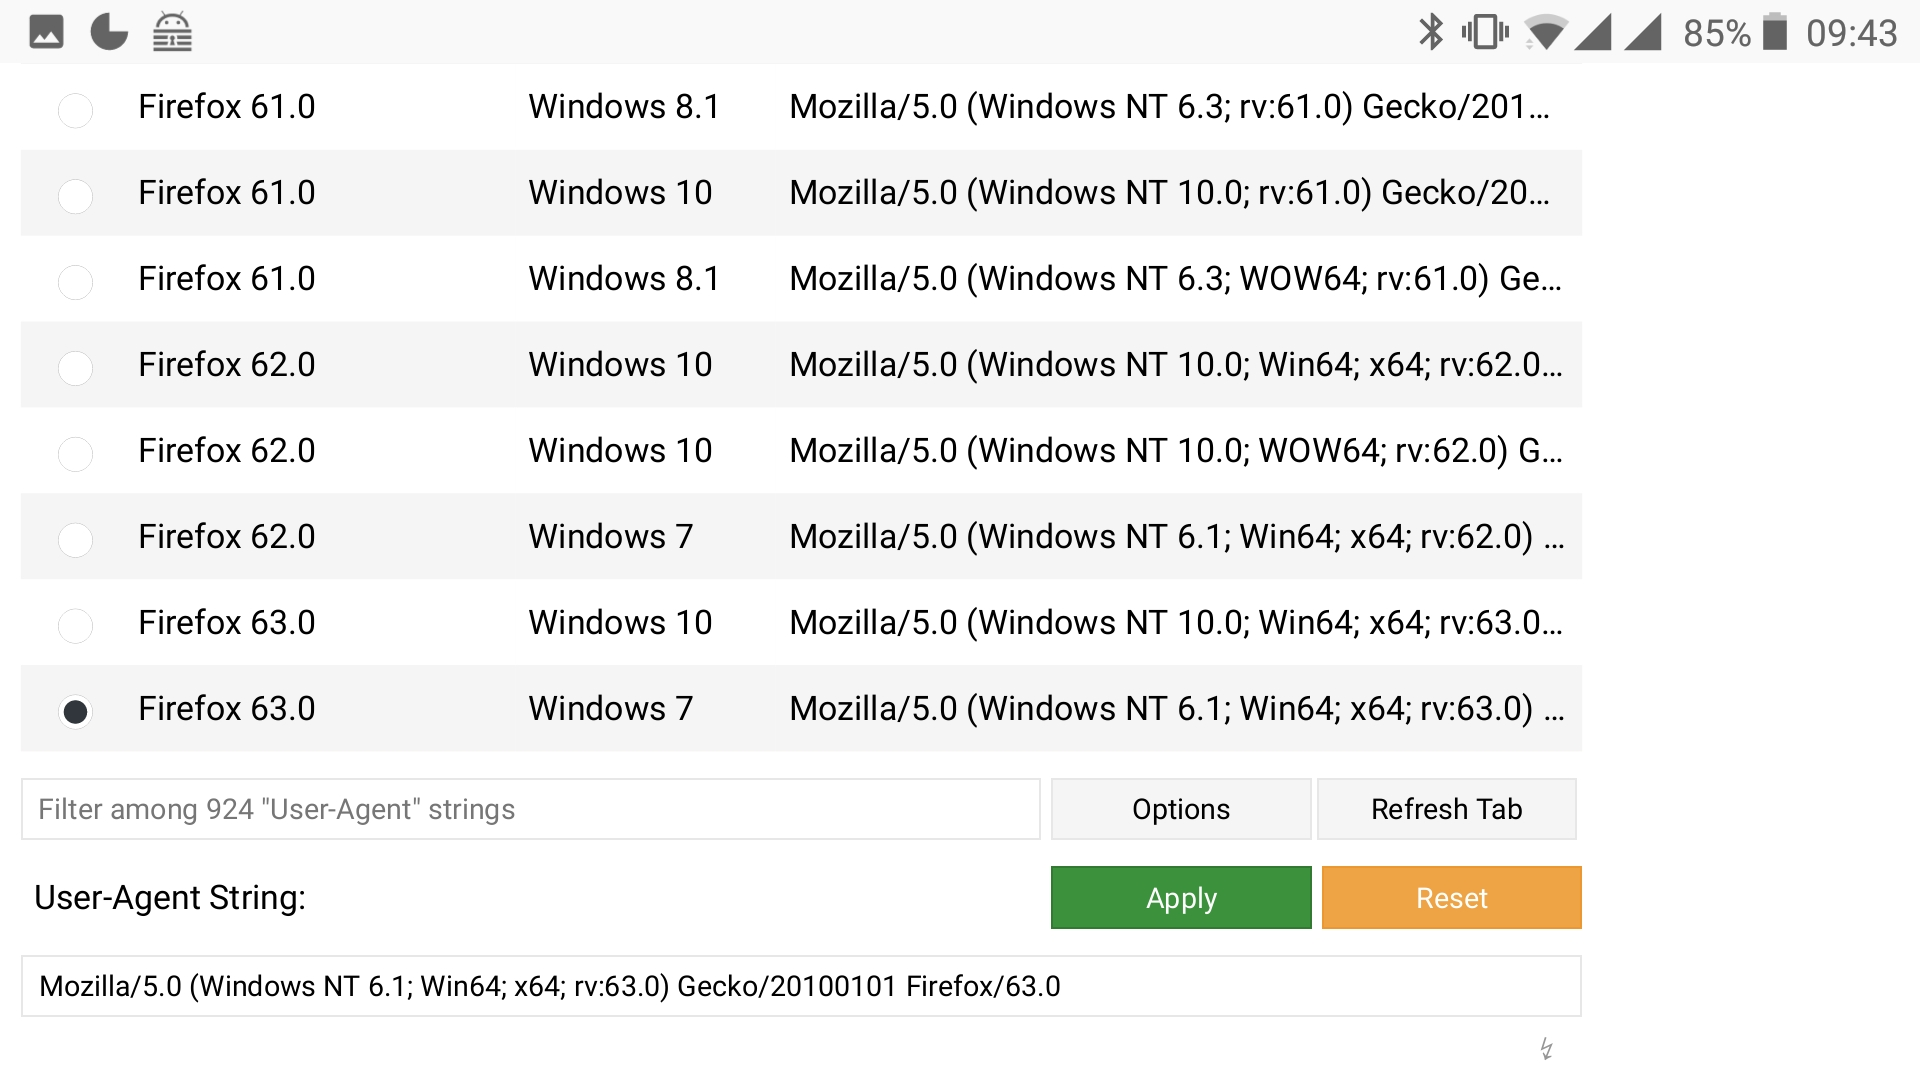 85% 09:43
Firefox 61.0 Windows 8.1 Mozilla/5.0 (Windows NT 6.3; rv:61.0) Gecko/201...
Firefox 61.0 Windows 10 Mozilla/5.0 (Windows NT 10.0; rv:61.0) Gecko/20...
Firefox 61.0 Windows 8.1 Mozilla/5.0 (Windows NT 6.3; WOW64; rv:61.0) Ge...
Firefox 62.0 Windows 10 Mozilla/5.0 (Windows NT 10.0; Win64; x64; rv:62.0...
Firefox 62.0 Windows 10 Mozilla/5.0 (Windows NT 10.0; WOW64; rv:62.0) G...
Firefox 62.0 Windows 7 Mozilla/5.0 (Windows NT 6.1; Win64; x64; rv:62.0) ...
Firefox 63.0 Windows 10 Mozilla/5.0 (Windows NT 10.0; Win64; x64; rv:63.0...
Firefox 63.0 Windows 7 Mozilla/5.0 (Windows NT 6.1; Win64; x64; rv:63.0) ...
Filter among 924 "User-Agent" strings Options Refresh Tab
User-Agent String: Apply Reset
Mozilla/5.0 (Windows NT 6.1; Win64; x64; rv:63.0) Gecko/20100101 Firefox/63.0